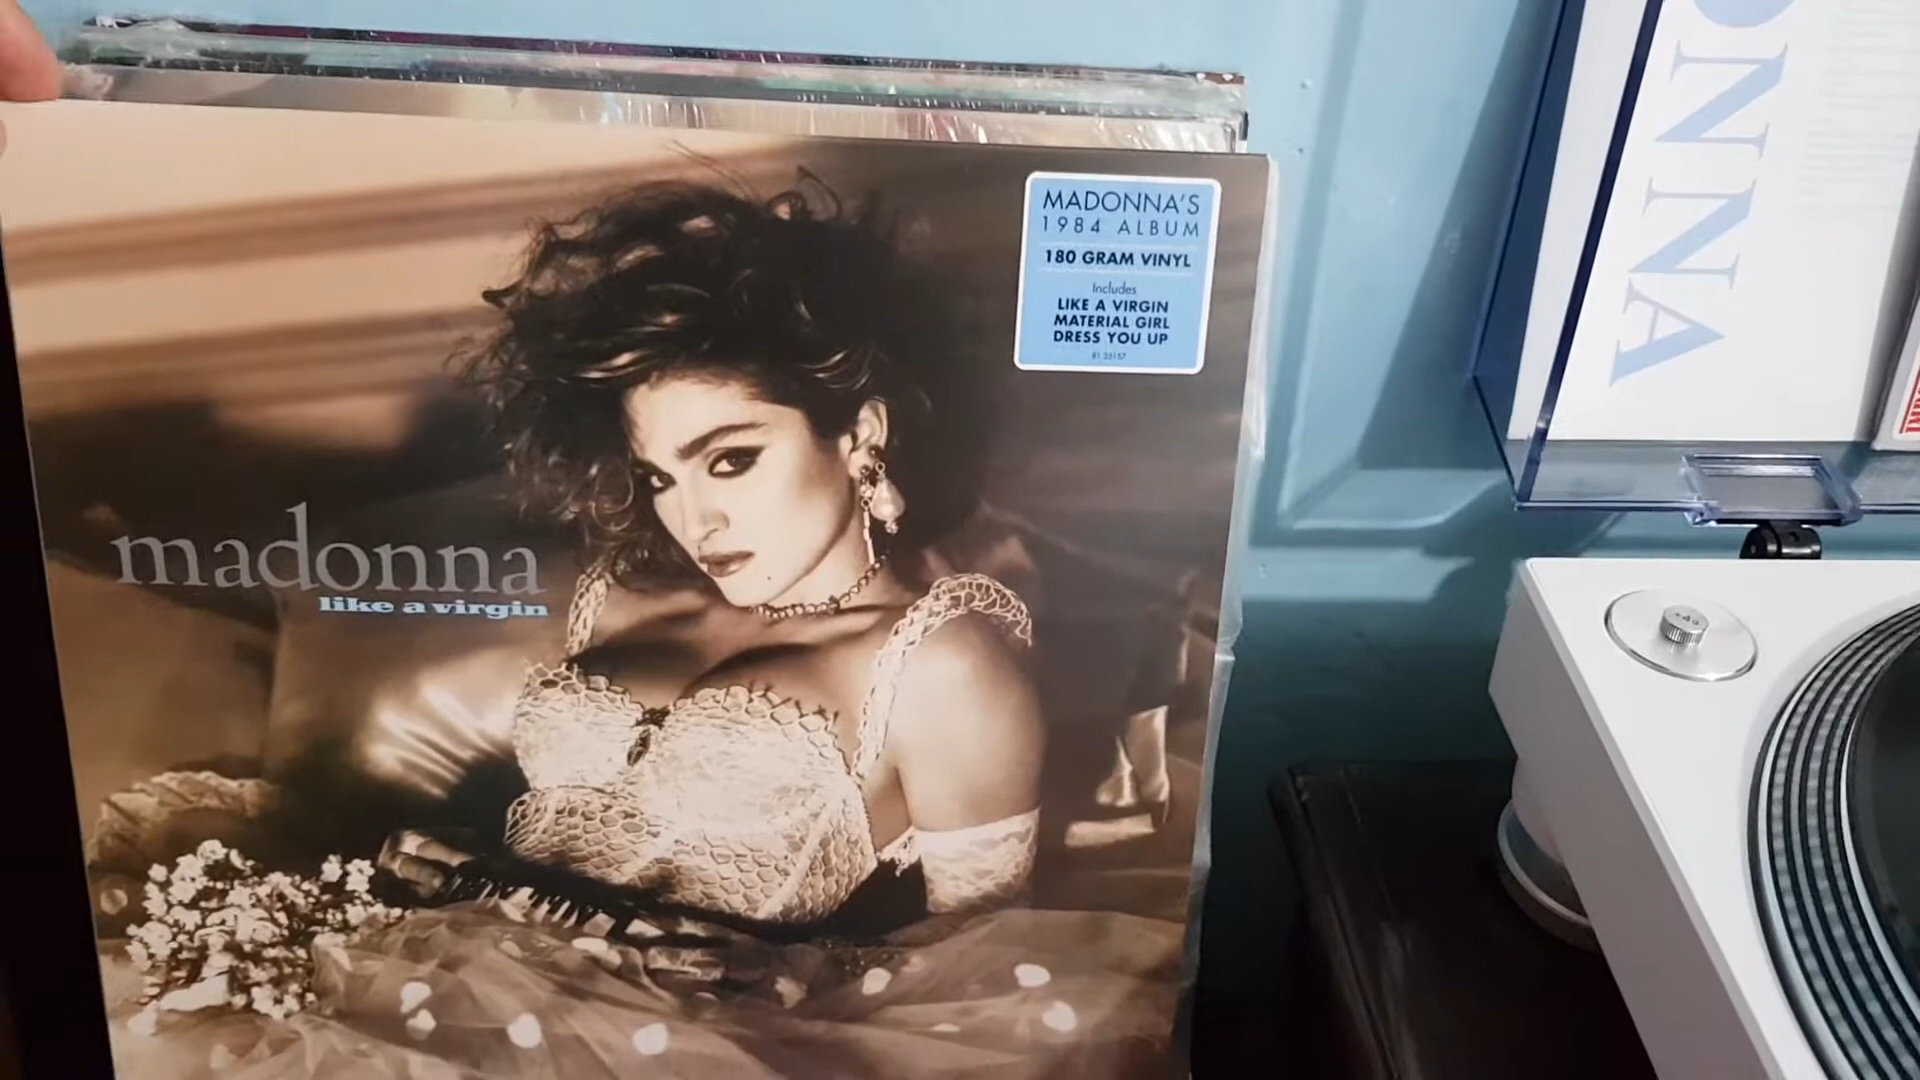 madonna
like a virgin
MADONNA'S
1984 ALBUM
180 GRAM VINYL
Includes
LIKE A VIRGIN
MATERIAL GIRL
DRESS YOU UP
ONNA